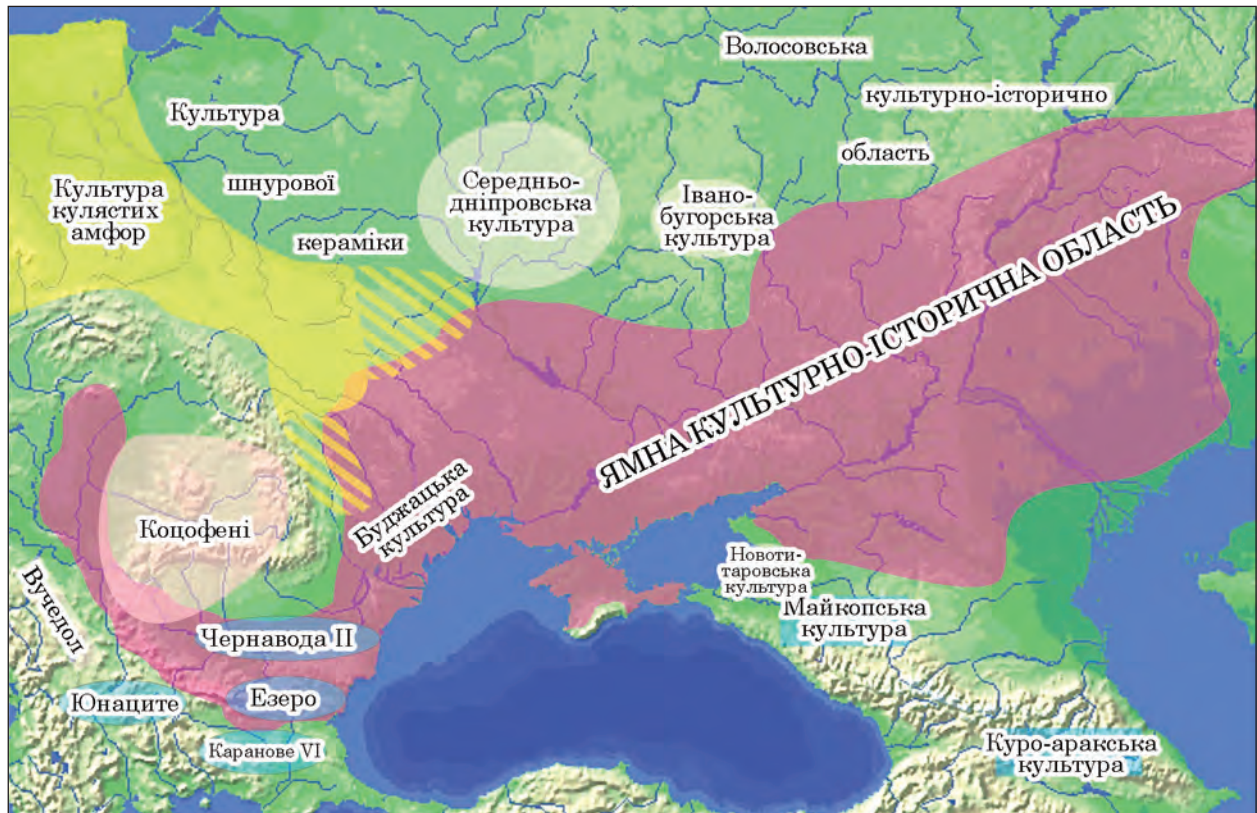 Волосовська
культурно-історично
область
Культура
шнурової
кераміки
Культура
кулястих
амфор
Середньо-
дніпровська
культура
Івано-
бугорська
культура
ЯМНА КУЛЬТУРНО-ІСТОРИЧНА ОБЛАСТЬ
Буджацька
культура
Коцофені
Вучедол
Чернавода II
Юнаците
Езеро
Каранове VI
Новоти-
таровська
культура
Майкопська
культура
Куро-аракська
культура